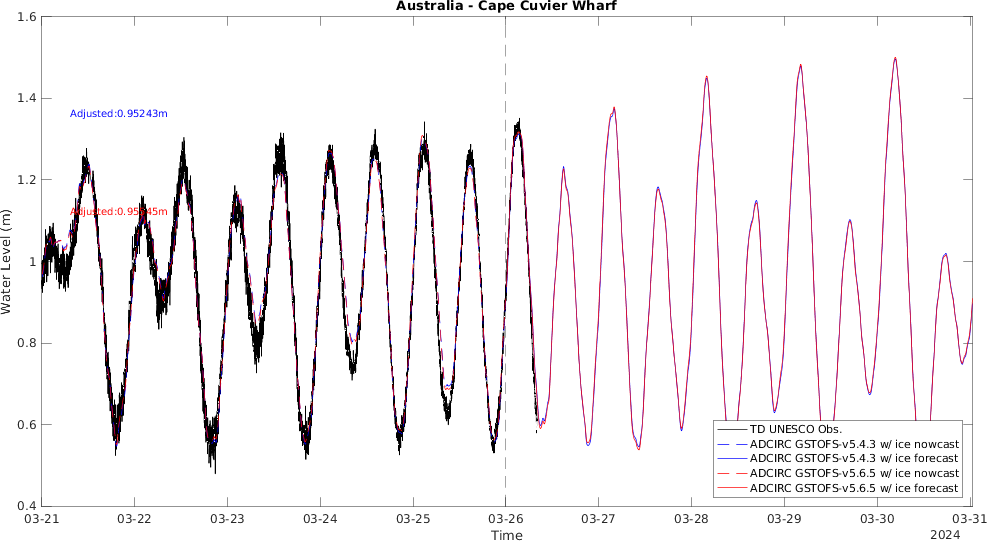 Australia - Cape Cuvier Wharf
1.6
1.4
1.2
1
0.8
0.6
0.4
Water Level (m)
Adjusted:0.95243m
TD UNESCO Obs.
ADCIRC GSTOFS-v5.4.3 w/ ice nowcast
ADCIRC GSTOFS-v5.4.3 w/ ice forecast
ADCIRC GSTOFS-v5.6.5 w/ ice nowcast
ADCIRC GSTOFS-v5.6.5 w/ ice forecast
03-21 03-22 03-23 03-24 03-25 03-26 03-27 03-28 03-29 03-30 03-31
Time
2024